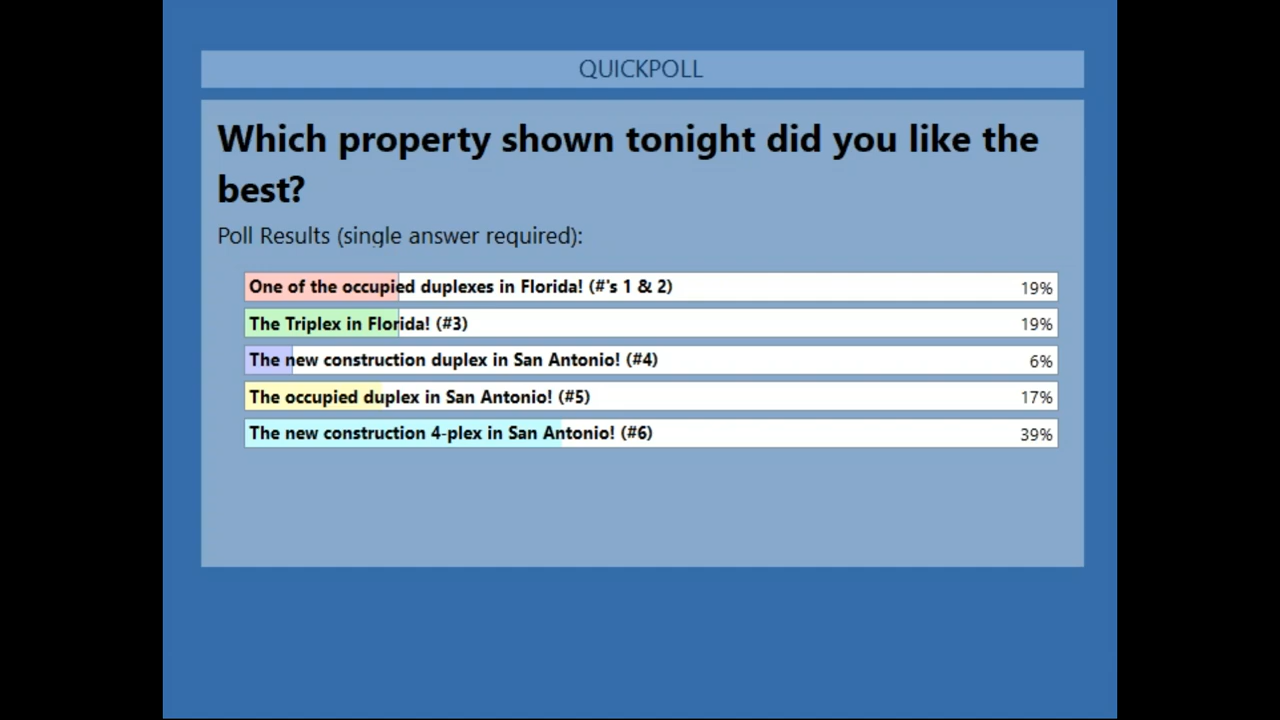 QUICKPOLL
Which property shown tonight did you like the
best?
Poll Results (single answer required):
One of the occupied duplexes in Florida! (#'s 1 & 2) 19%
The Triplex in Florida! (#3) 19%
The new construction duplex in San Antonio! (#4) 6%
The occupied duplex in San Antonio! (#5) 17%
The new construction 4-plex in San Antonio! (#6) 39%